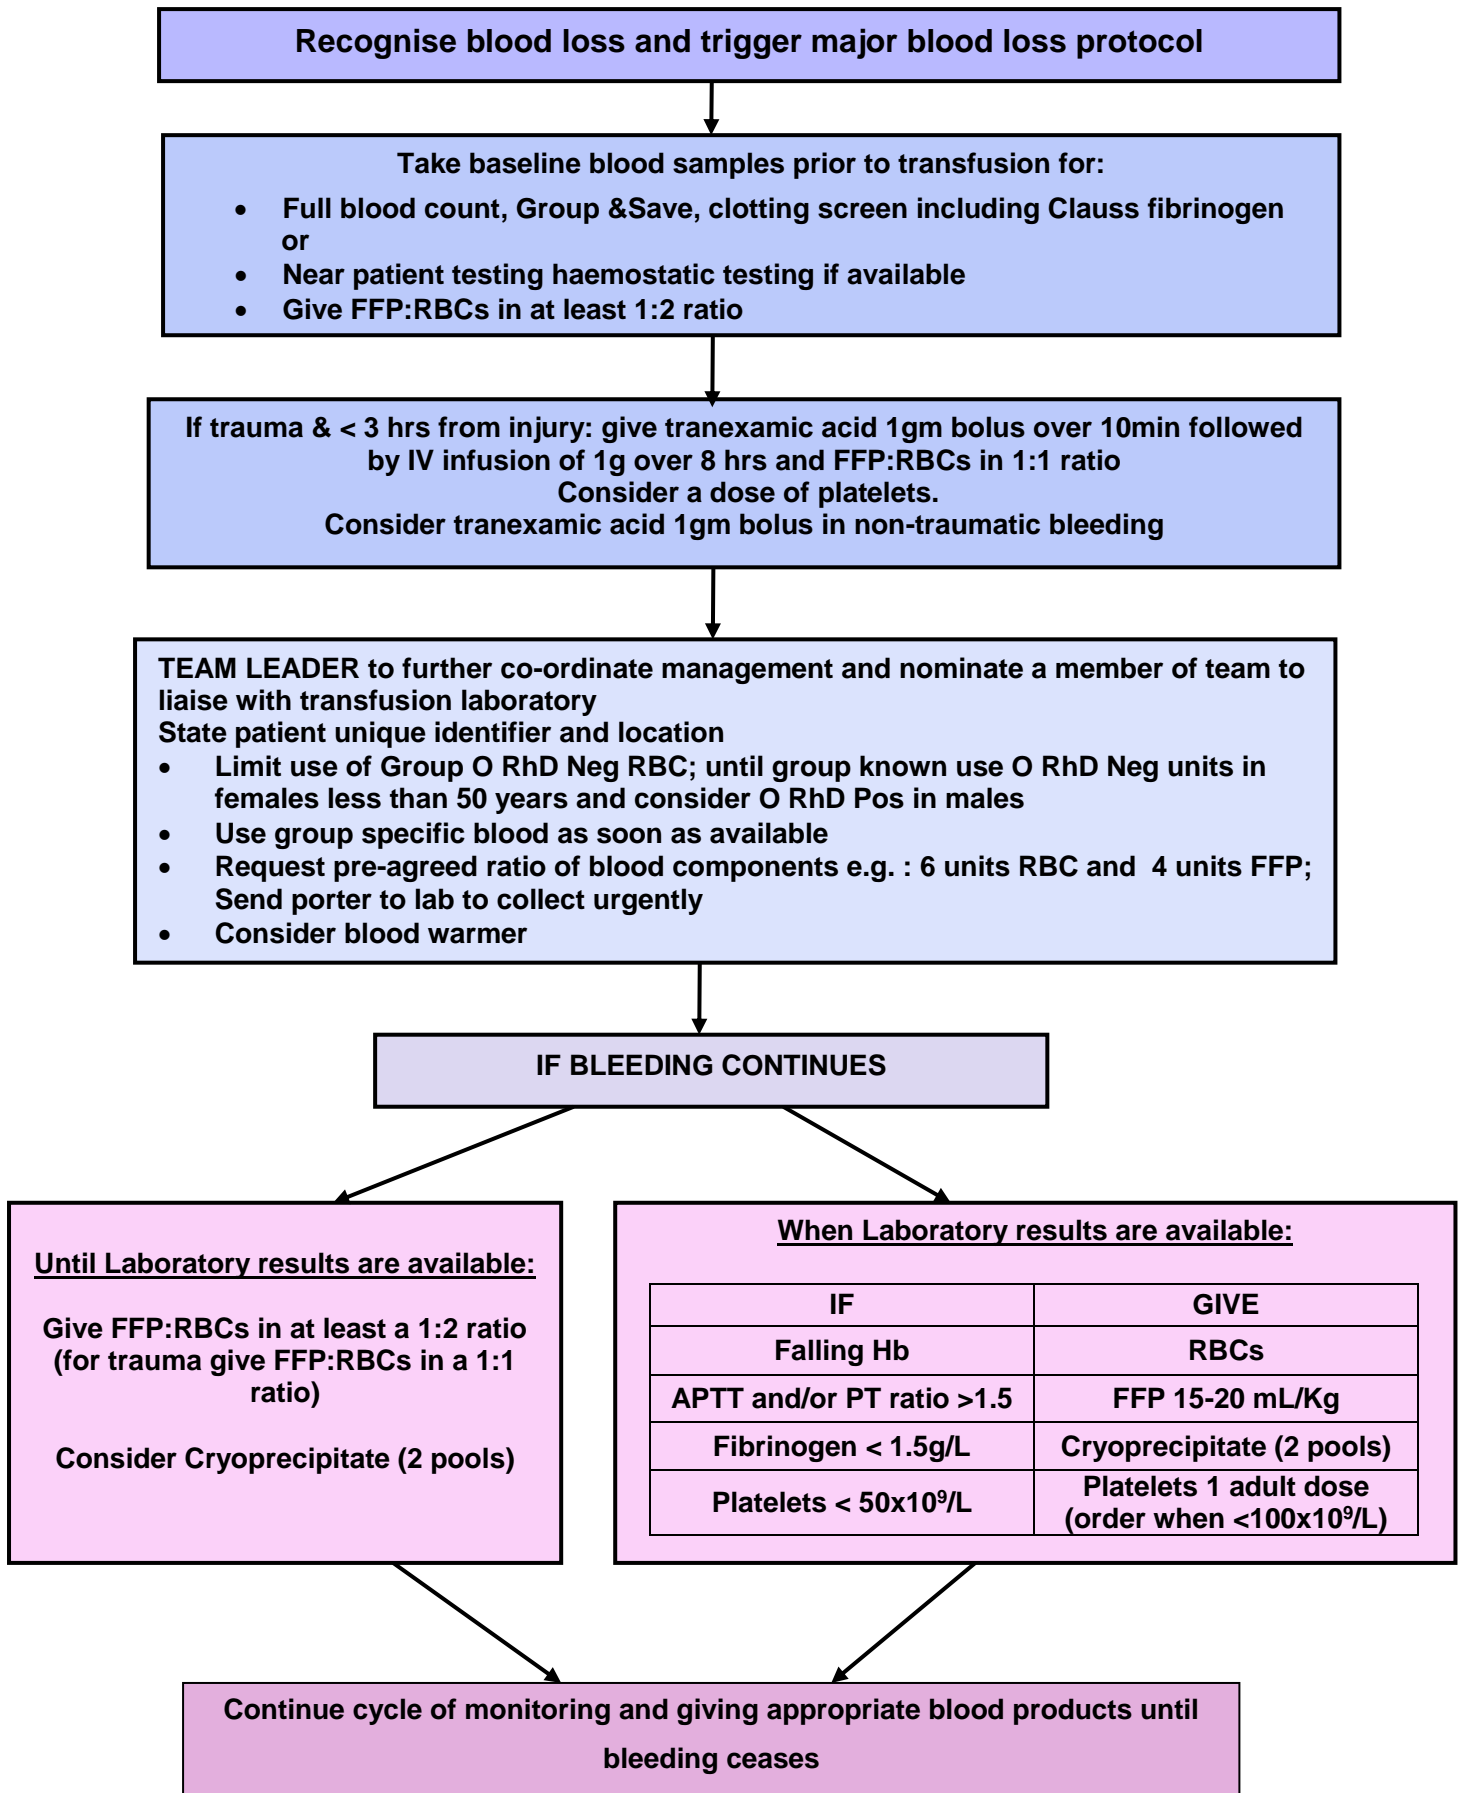 Recognise blood loss and trigger major blood loss protocol
Take baseline blood samples prior to transfusion for:
• Full blood count, Group &Save, clotting screen including Clauss fibrinogen
or
• Near patient testing haemostatic testing if available
• Give FFP:RBCs in at least 1:2 ratio
If trauma & < 3 hrs from injury: give tranexamic acid 1gm bolus over 10min followed
by IV infusion of 1g over 8 hrs and FFP:RBCs in 1:1 ratio
Consider a dose of platelets.
Consider tranexamic acid 1gm bolus in non-traumatic bleeding
TEAM LEADER to further co-ordinate management and nominate a member of team to
liaise with transfusion laboratory
State patient unique identifier and location
• Limit use of Group O RhD Neg RBC; until group known use O RhD Neg units in
females less than 50 years and consider O RhD Pos in males
• Use group specific blood as soon as available
• Request pre-agreed ratio of blood components e.g. : 6 units RBC and 4 units FFP;
Send porter to lab to collect urgently
• Consider blood warmer
IF BLEEDING CONTINUES
Until Laboratory results are available:
Give FFP:RBCs in at least a 1:2 ratio
(for trauma give FFP:RBCs in a 1:1
ratio)
Consider Cryoprecipitate (2 pools)
When Laboratory results are available:
IF GIVE
Falling Hb RBCs
APTT and/or PT ratio >1.5 FFP 15-20 mL/Kg
Fibrinogen < 1.5g/L Cryoprecipitate (2 pools)
Platelets < 50x10⁹/L Platelets 1 adult dose
(order when <100x10⁹/L)
Continue cycle of monitoring and giving appropriate blood products until
bleeding ceases